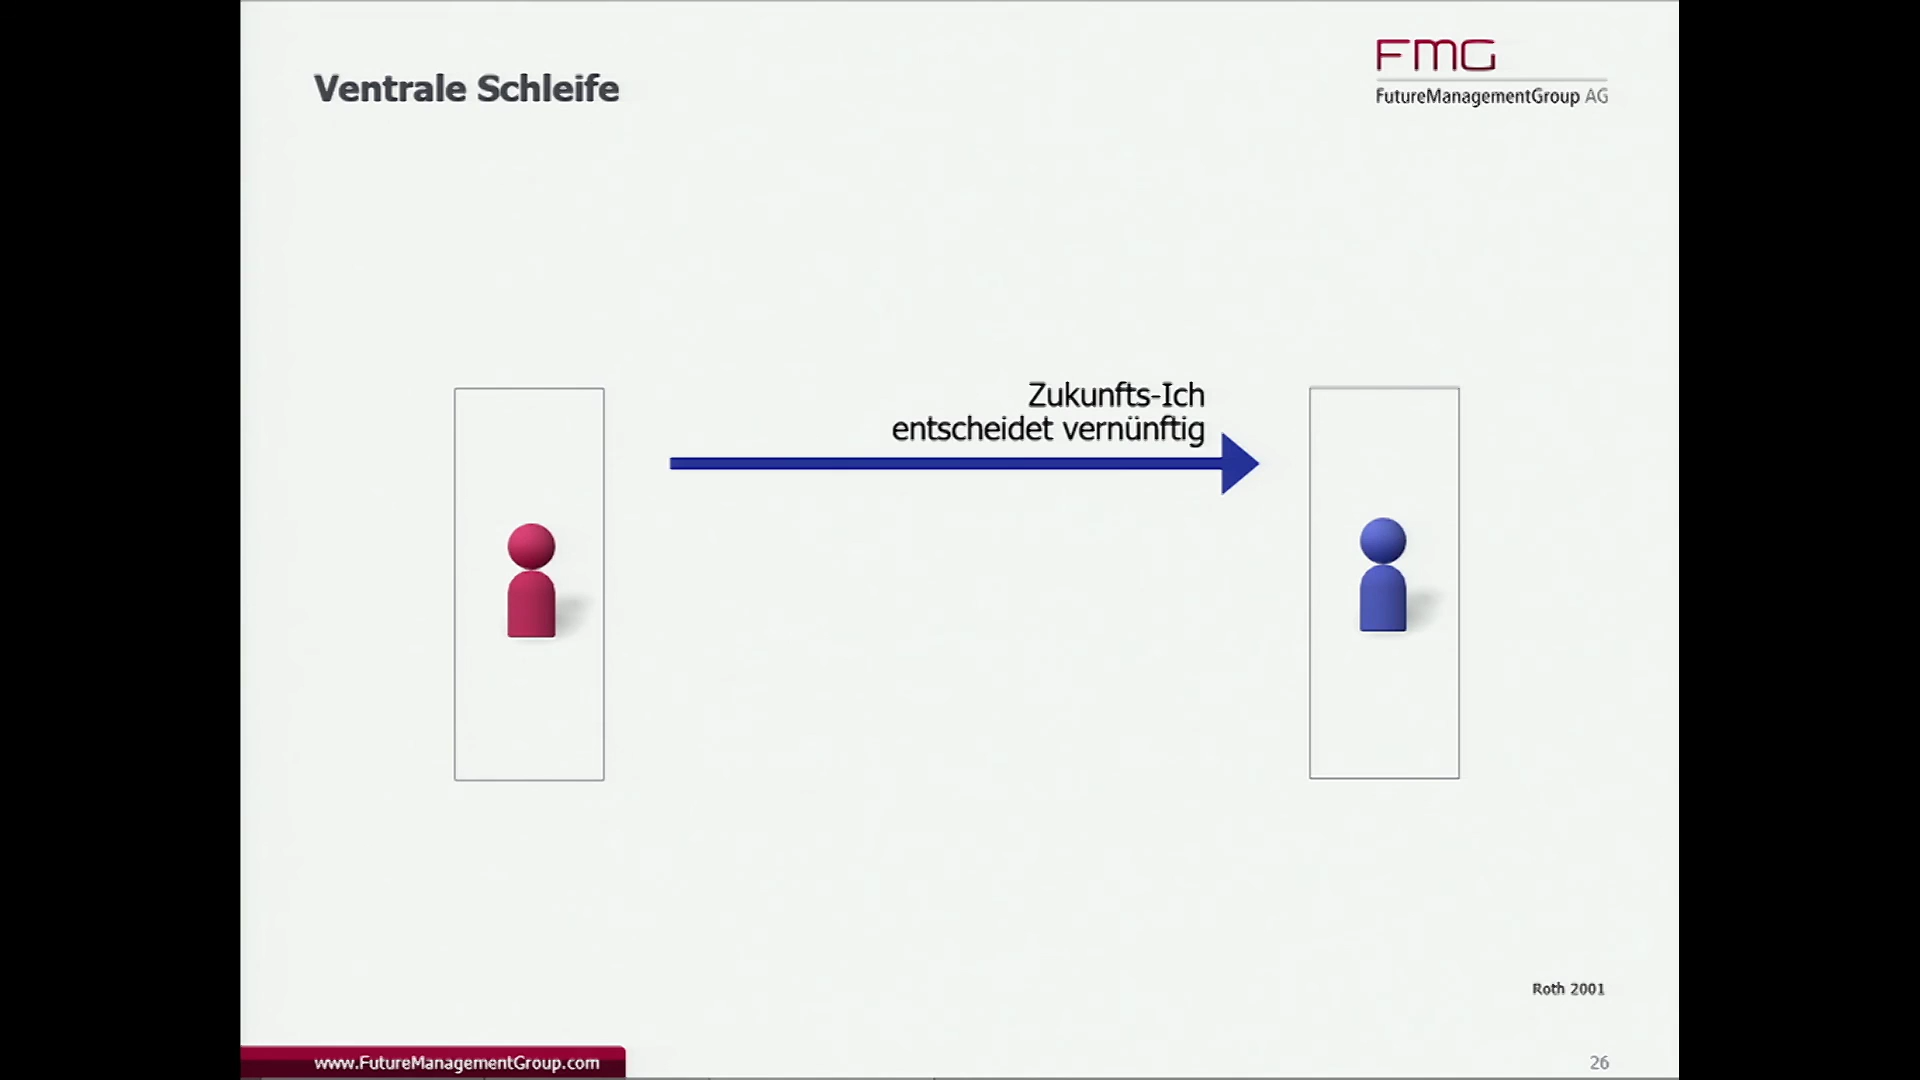 Ventrale Schleife
FMG
FutureManagementGroup AG
Zukunfts-Ich
entscheidet vernünftig
Roth 2001
www.FutureManagementGroup.com
26